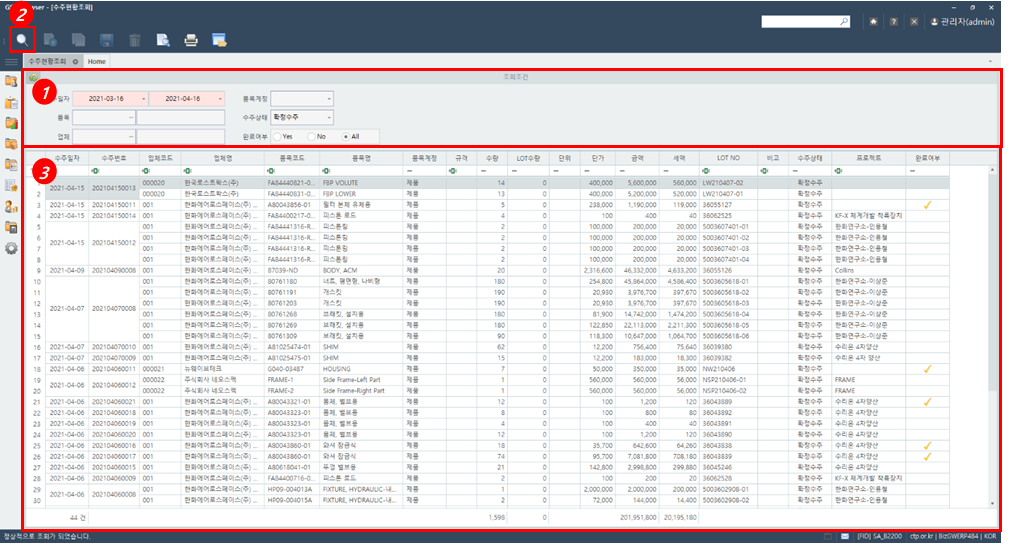 [수주현황조회]
2
관리자(admin)
수주현황조회
Home
조회조건
1
2021-03-16 2021-04-16 품목계정
품목 수주상태 확정수주
업체 완료여부 Yes No All
3
수주일자 수주번호 업체코드 업체명 품목코드 품목명 품목계정 규격 수량 LOT수량 단위 단가 금액 세액 LOT NO 비고 수주상태 프로젝트 완료여부
1 2021-04-15 202104150013 000020 한국로스트왁스(주) FA84440821-0... FBP VOLUTE 제품 14 0 400,000 5,600,000 560,000 LW210407-02 확정수주
2 000020 한국로스트왁스(주) FA84440831-0... FBP LOWER 제품 13 0 400,000 5,200,000 520,000 LW210407-01 확정수주
3 2021-04-15 202104150011 001 한화에어로스페이스(주) ... A80043856-01 필터 본체 유체용 제품 5 0 238,000 1,190,000 119,000 36055127 확정수주
4 2021-04-15 202104150014 001 한화에어로스페이스(주) ... FA84400217-0... 피스톤 로드 제품 4 0 100 400 40 36062525 확정수주 KF-X 체계개발 착륙장치
5 2021-04-15 202104150012 001 한화에어로스페이스(주) ... FA84441316-R... 피스톤링 제품 2 0 100,000 200,000 20,000 5003607401-01 확정수주 한화연구소-민용철
6 001 한화에어로스페이스(주) ... FA84441316-R... 피스톤링 제품 2 0 100,000 200,000 20,000 5003607401-02 확정수주 한화연구소-민용철
7 001 한화에어로스페이스(주) ... FA84441316-R... 피스톤링 제품 2 0 100,000 200,000 20,000 5003607401-03 확정수주 한화연구소-민용철
8 001 한화에어로스페이스(주) ... FA84441316-R... 피스톤링 제품 2 0 100,000 200,000 20,000 5003607401-04 확정수주 한화연구소-민용철
9 2021-04-09 202104090008 001 한화에어로스페이스(주) ... 87039-ND BODY, ACM 제품 20 0 2,316,600 46,332,000 4,633,200 36055126 확정수주 Collins
10 2021-04-07 202104070008 001 한화에어로스페이스(주) ... 80761180 너트, 평면형, 나비형 제품 180 0 254,800 45,864,000 4,586,400 5003605618-01 확정수주 한화연구소-이상준
11 001 한화에어로스페이스(주) ... 80761191 개스킷 제품 190 0 20,930 3,976,700 397,670 5003605618-02 확정수주 한화연구소-이상준
12 001 한화에어로스페이스(주) ... 80761203 개스킷 제품 190 0 20,930 3,976,700 397,670 5003605618-03 확정수주 한화연구소-이상준
13 001 한화에어로스페이스(주) ... 80761268 브래킷, 설치용 제품 180 0 81,900 14,742,000 1,474,200 5003605618-04 확정수주 한화연구소-이상준
14 001 한화에어로스페이스(주) ... 80761269 브래킷, 설치용 제품 180 0 122,850 22,113,000 2,211,300 5003605618-05 확정수주 한화연구소-이상준
15 001 한화에어로스페이스(주) ... 80761309 브래킷, 설치용 제품 90 0 118,300 10,647,000 1,064,700 5003605618-06 확정수주 한화연구소-이상준
16 2021-04-07 202104070010 001 한화에어로스페이스(주) ... A81025474-01 SHIM 제품 62 0 12,200 756,400 75,640 36039380 확정수주 수리온 4차양산
17 2021-04-07 202104070009 001 한화에어로스페이스(주) ... A81025475-01 SHIM 제품 15 0 12,200 183,000 18,300 36039382 확정수주 수리온 4차 양산
18 2021-04-06 202104060011 000021 뉴웨이브테크 G040-03487 HOUSING 제품 7 0 50,000 350,000 35,000 NW210406 확정수주
19 2021-04-06 202104060012 000022 주식회사 네오스펙 FRAME-1 Side Frame-Left Part 제품 1 0 560,000 560,000 56,000 NSP210406-01 확정수주 FRAME
20 000022 주식회사 네오스펙 FRAME-2 Side Frame-Right Part 제품 1 0 560,000 560,000 56,000 NSP210406-02 확정수주 FRAME
21 2021-04-06 202104060021 001 한화에어로스페이스(주) ... A80043321-01 몸체, 밸브용 제품 12 0 100 1,200 120 36043889 확정수주 수리온 4차양산
22 2021-04-06 202104060018 001 한화에어로스페이스(주) ... A80043323-01 몸체, 밸브용 제품 8 0 100 800 80 36043892 확정수주 수리온 4차양산
23 2021-04-06 202104060019 001 한화에어로스페이스(주) ... A80043323-01 몸체, 밸브용 제품 4 0 100 400 40 36043891 확정수주 수리온 4차양산
24 2021-04-06 202104060020 001 한화에어로스페이스(주) ... A80043323-01 몸체, 밸브용 제품 12 0 100 1,200 120 36043890 확정수주 수리온 4차양산
25 2021-04-06 202104060016 001 한화에어로스페이스(주) ... A80043860-01 와셔 잠금식 제품 18 0 35,700 642,600 64,260 36043838 확정수주 수리온 4차양산
26 2021-04-06 202104060017 001 한화에어로스페이스(주) ... A80043861-01 와셔 잠금식 제품 74 0 95,700 7,081,800 708,180 36043839 확정수주 수리온 4차양산
27 2021-04-06 202104060015 001 한화에어로스페이스(주) ... A80618041-01 뚜껑 밸브용 제품 21 0 142,800 2,998,800 299,880 36045246 확정수주 수리온 4차양산
28 2021-04-06 202104060009 001 한화에어로스페이스(주) ... FA84400716-0... 피스톤 로드 제품 2 0 100 200 20 36062528 확정수주 KF-X 체계개발 착륙장치
29 2021-04-06 202104060008 001 한화에어로스페이스(주) ... HP09-004013A FIXTURE, HYDRAULIC-내... 제품 1 0 2,000,000 2,000,000 200,000 5003602908-01 확정수주 한화연구소-민용철
30 001 한화에어로스페이스(주) ... HP09-004015A FIXTURE, HYDRAULIC-내... 제품 2 0 72,000 144,000 14,400 5003602908-02 확정수주 한화연구소-민용철
44 건 1,598 0 201,951,800 20,195,180
정상적으로 조회가 되었습니다. [FID] SA_B2200 ctp.or.kr | BizGWERP484 | KOR